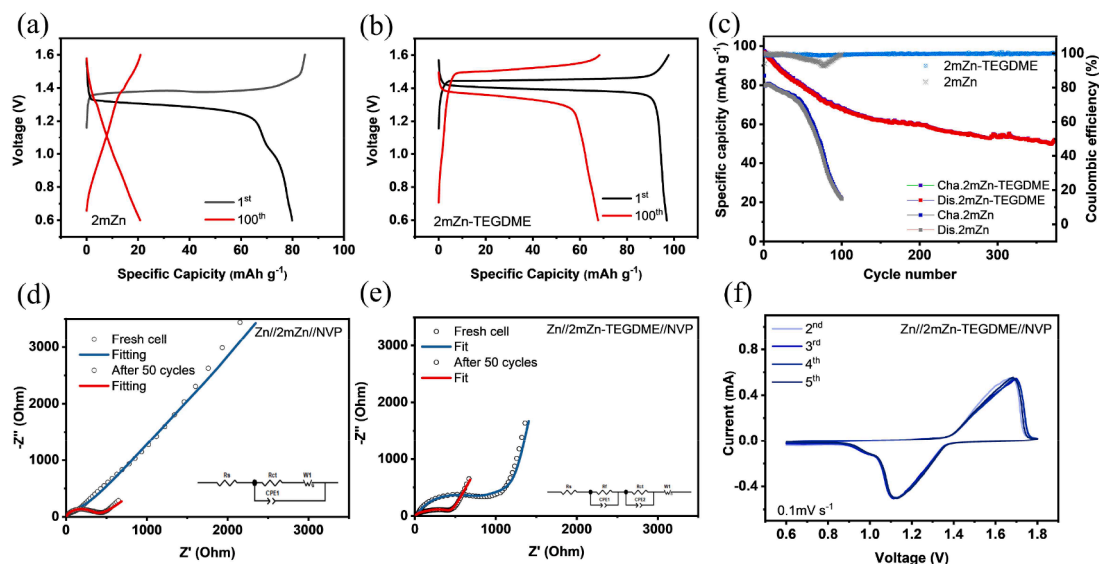 (a)
1.6
1.4
1.2
1.0
0.8
0.6
Voltage (V)
1st
100th
2mZn
0 20 40 60 80 100
Specific Capicity (mAh g-1)
(b)
1.6
1.4
1.2
1.0
0.8
0.6
Voltage (V)
1st
100th
2mZn-TEGDME
0 20 40 60 80 100
Specific Capicity (mAh g-1)
(c)
100
80
60
40
20
0
Specific capicity (mAh g-1)
2mZn-TEGDME
2mZn
Cha.2mZn-TEGDME
Dis.2mZn-TEGDME
Cha.2mZn
Dis.2mZn
100
80
60
40
20
0
Coulombic efficiency (%)
0 100 200 300
Cycle number
(d)
3000
2000
1000
0
-Z'' (Ohm)
Fresh cell
Fitting
After 50 cycles
Fitting
Zn//2mZn//NVP
Rs Rct W1
CPE1
0 1000 2000 3000
Z' (Ohm)
(e)
3000
2000
1000
0
-Z'' (Ohm)
Fresh cell
Fit
After 50 cycles
Fit
Zn//2mZn-TEGDME//NVP
Rs Rf Rct W1
CPE1 CPE2
0 1000 2000 3000
Z' (Ohm)
(f)
0.8
0.4
0.0
-0.4
Current (mA)
2nd
3rd
4th
5th
Zn//2mZn-TEGDME//NVP
0.1mV s-1
0.6 0.8 1.0 1.2 1.4 1.6 1.8
Voltage (V)